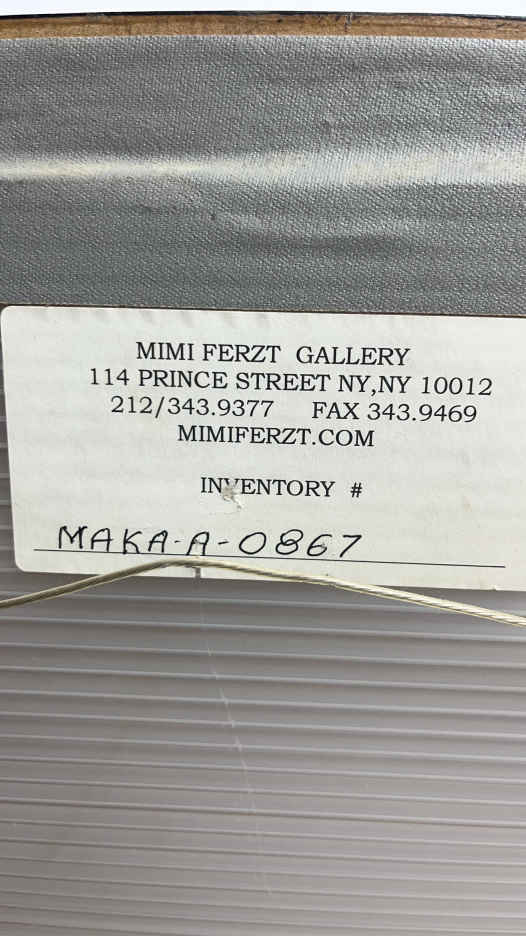 MIMI FERZT GALLERY
114 PRINCE STREET NY,NY 10012
212/343.9377 FAX 343.9469
MIMIFERZT.COM
INVENTORY #
MAKA-A-0867